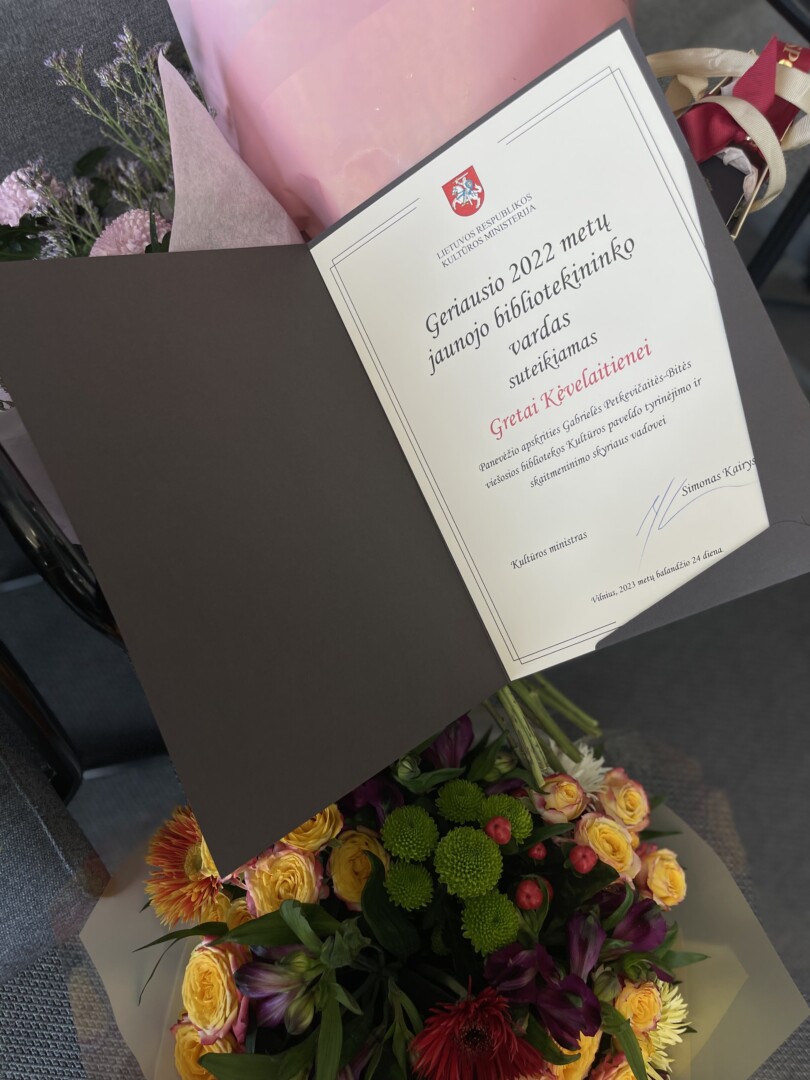 LIETUVOS RESPUBLIKOS
KULTŪROS MINISTERIJA
Geriausio 2022 metų
jaunojo bibliotekininko
vardas
suteikiamas
Gretai Kėvelaitienei
Panevėžio apskrities Gabrielės Petkevičaitės-Bitės
viešosios bibliotekos Kultūros paveldo tyrinėjimo ir
skaitmeninimo skyriaus vadovei
Kultūros ministras
Simonas Kairys
Vilnius, 2023 metų balandžio 24 diena